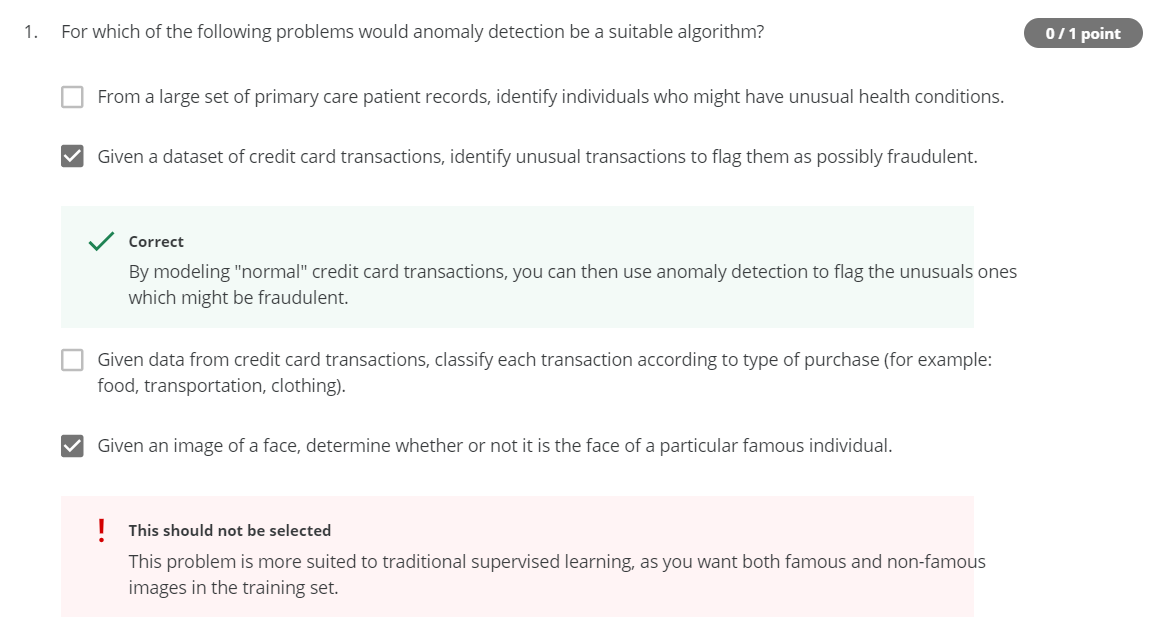 1. For which of the following problems would anomaly detection be a suitable algorithm?
0 / 1 point
From a large set of primary care patient records, identify individuals who might have unusual health conditions.
Given a dataset of credit card transactions, identify unusual transactions to flag them as possibly fraudulent.
Correct
By modeling "normal" credit card transactions, you can then use anomaly detection to flag the unusuals ones
which might be fraudulent.
Given data from credit card transactions, classify each transaction according to type of purchase (for example:
food, transportation, clothing).
Given an image of a face, determine whether or not it is the face of a particular famous individual.
! This should not be selected
This problem is more suited to traditional supervised learning, as you want both famous and non-famous
images in the training set.